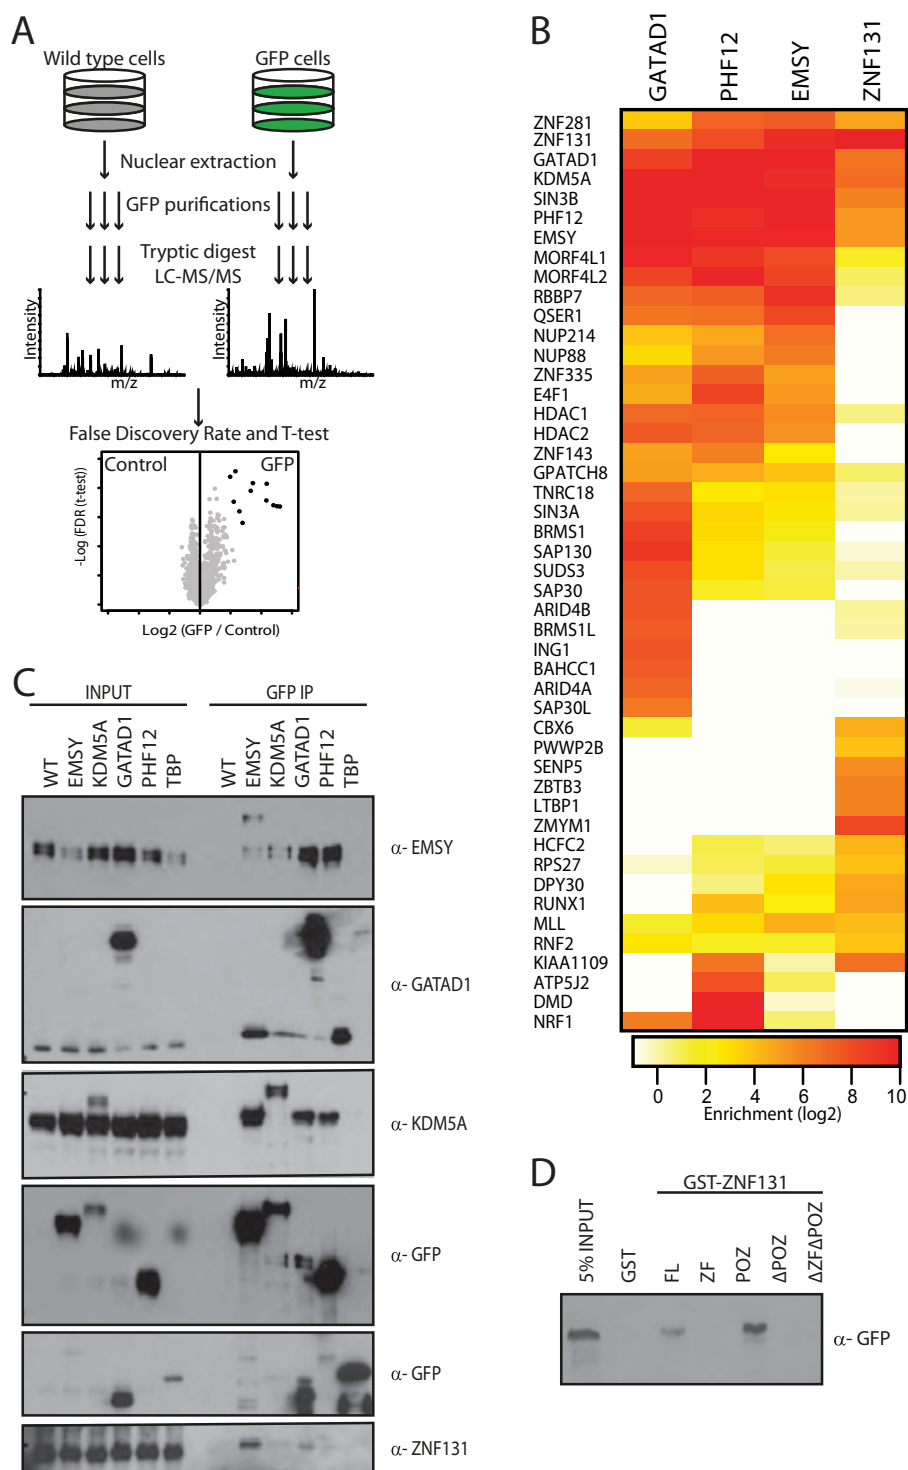 A
Wild type cells
GFP cells
Nuclear extraction
GFP purifications
Tryptic digest
LC-MS/MS
Intensity
m/z
Intensity
m/z
False Discovery Rate and T-test
Control
GFP
-Log (FDR (t-test))
Log2 (GFP / Control)
B
GATAD1
PHF12
EMSY
ZNF131
ZNF281
ZNF131
GATAD1
KDM5A
SIN3B
PHF12
EMSY
MORF4L1
MORF4L2
RBBP7
QSER1
NUP214
NUP88
ZNF335
E4F1
HDAC1
HDAC2
ZNF143
GPATCH8
TNRC18
SIN3A
BRMS1
SAP130
SUDS3
SAP30
ARID4B
BRMS1L
ING1
BAHCC1
ARID4A
SAP30L
CBX6
PWWP2B
SENP5
ZBTB3
LTBP1
ZMYM1
HCFC2
RPS27
DPY30
RUNX1
MLL
RNF2
KIAA1109
ATP5J2
DMD
NRF1
0 2 4 6 8 10
Enrichment (log2)
C
INPUT
GFP IP
WT
EMSY
KDM5A
GATAD1
PHF12
TBP
WT
EMSY
KDM5A
GATAD1
PHF12
TBP
α- EMSY
α- GATAD1
α- KDM5A
α- GFP
α- GFP
α- ZNF131
D
GST-ZNF131
5% INPUT
GST
FL
ZF
POZ
ΔPOZ
ΔZFΔPOZ
α- GFP